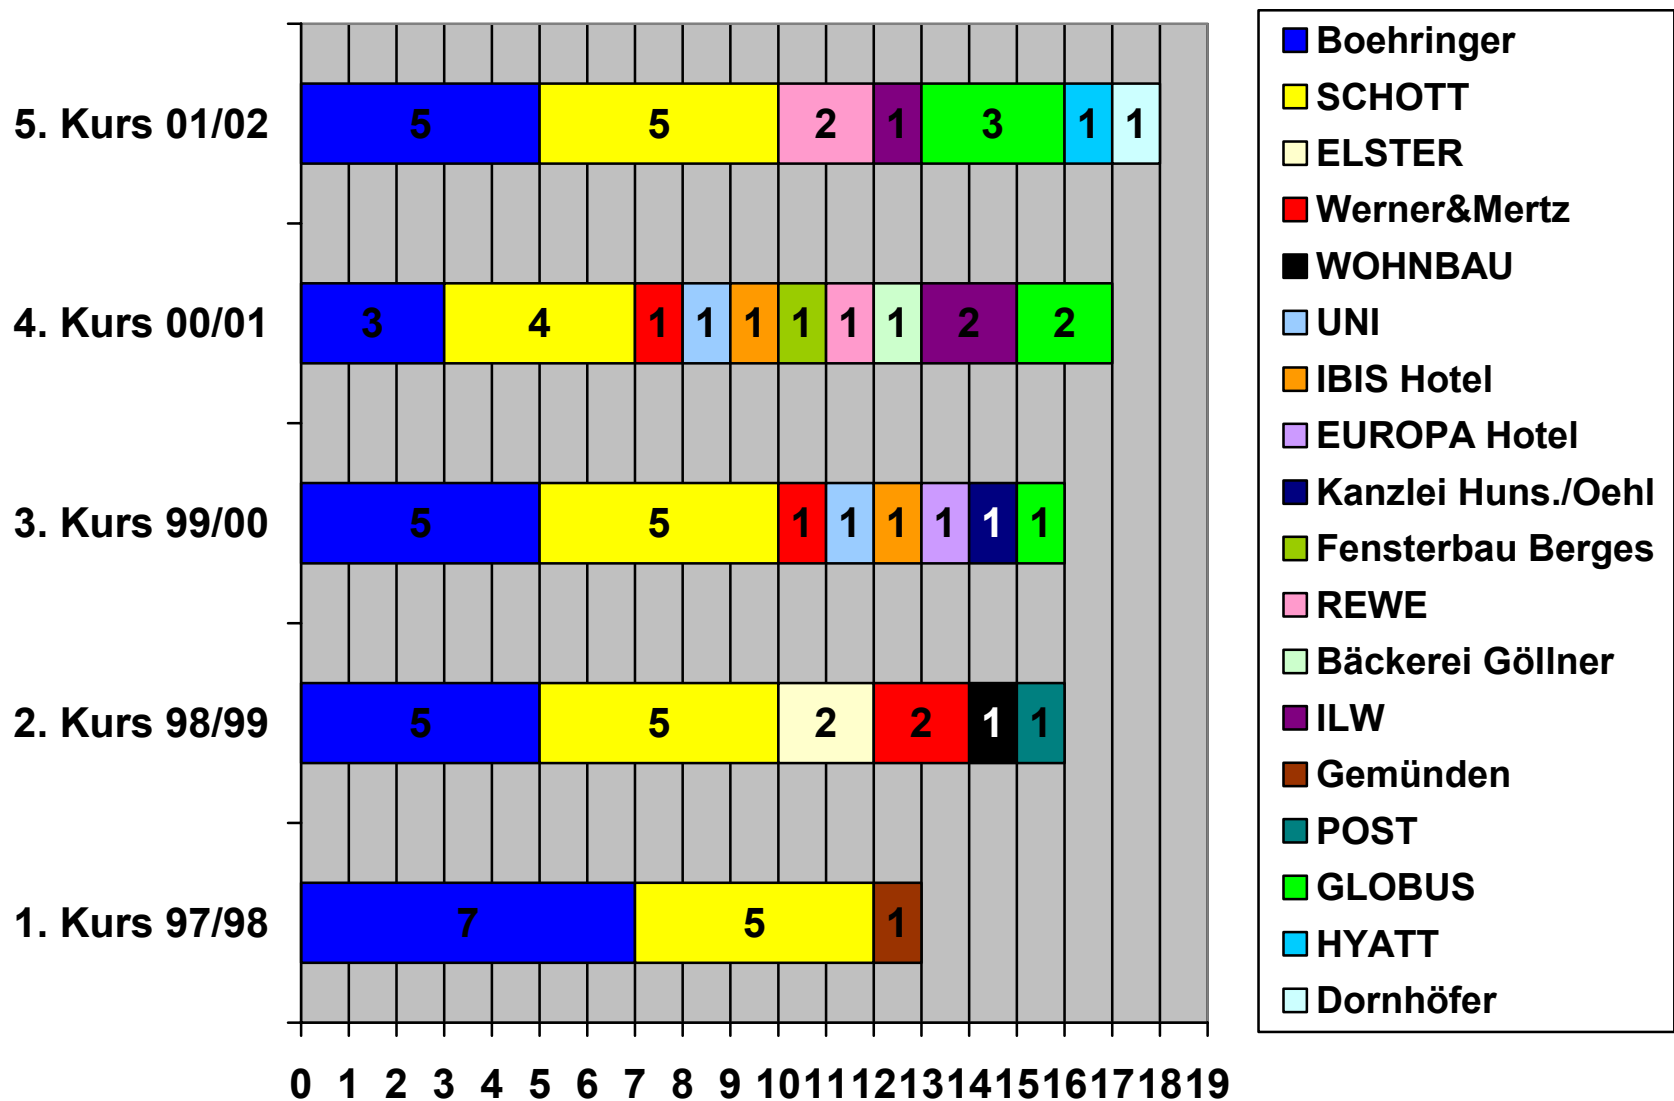 5. Kurs 01/02 5 5 2 1 3 1 1
4. Kurs 00/01 3 4 1 1 1 1 1 1 2 2
3. Kurs 99/00 5 5 1 1 1 1 1 1
2. Kurs 98/99 5 5 2 2 1 1
1. Kurs 97/98 7 5 1
0 1 2 3 4 5 6 7 8 9 10 11 12 13 14 15 16 17 18 19
Boehringer
SCHOTT
ELSTER
Werner&Mertz
WOHNBAU
UNI
IBIS Hotel
EUROPA Hotel
Kanzlei Huns./Oehl
Fensterbau Berges
REWE
Bäckerei Göllner
ILW
Gemünden
POST
GLOBUS
HYATT
Dornhöfer